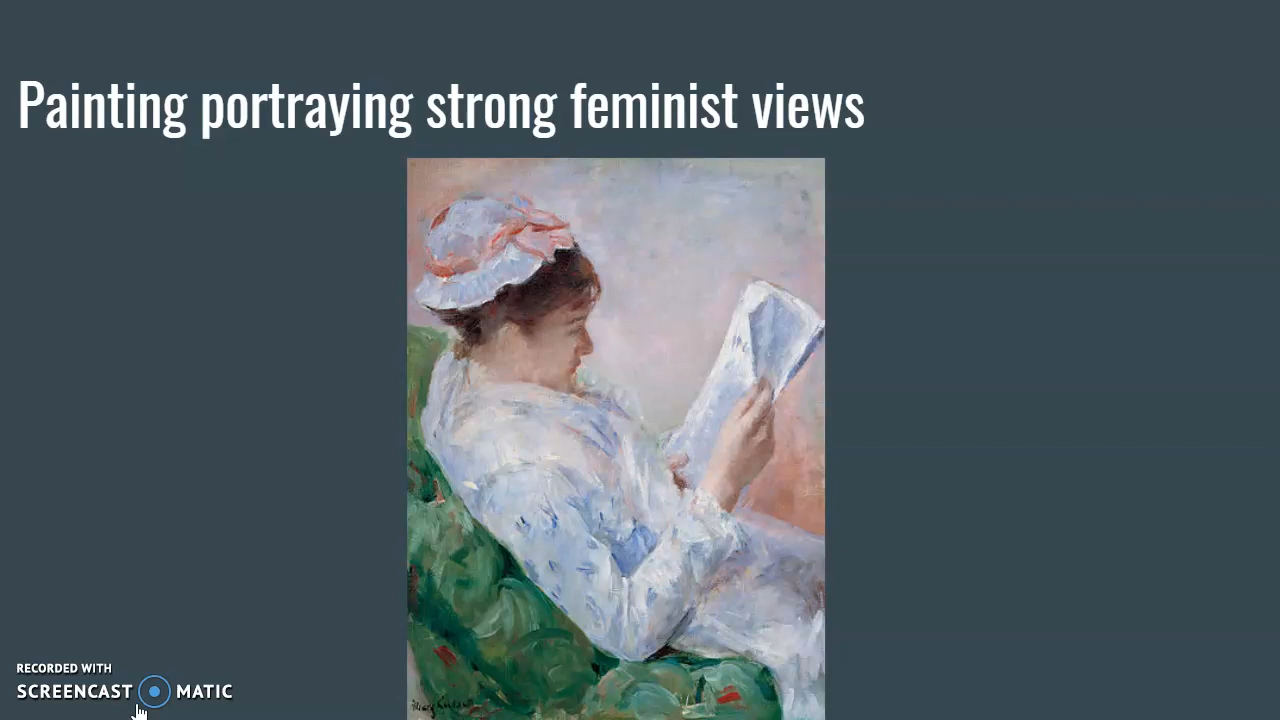 Painting portraying strong feminist views
RECORDED WITH
SCREENCAST MATIC